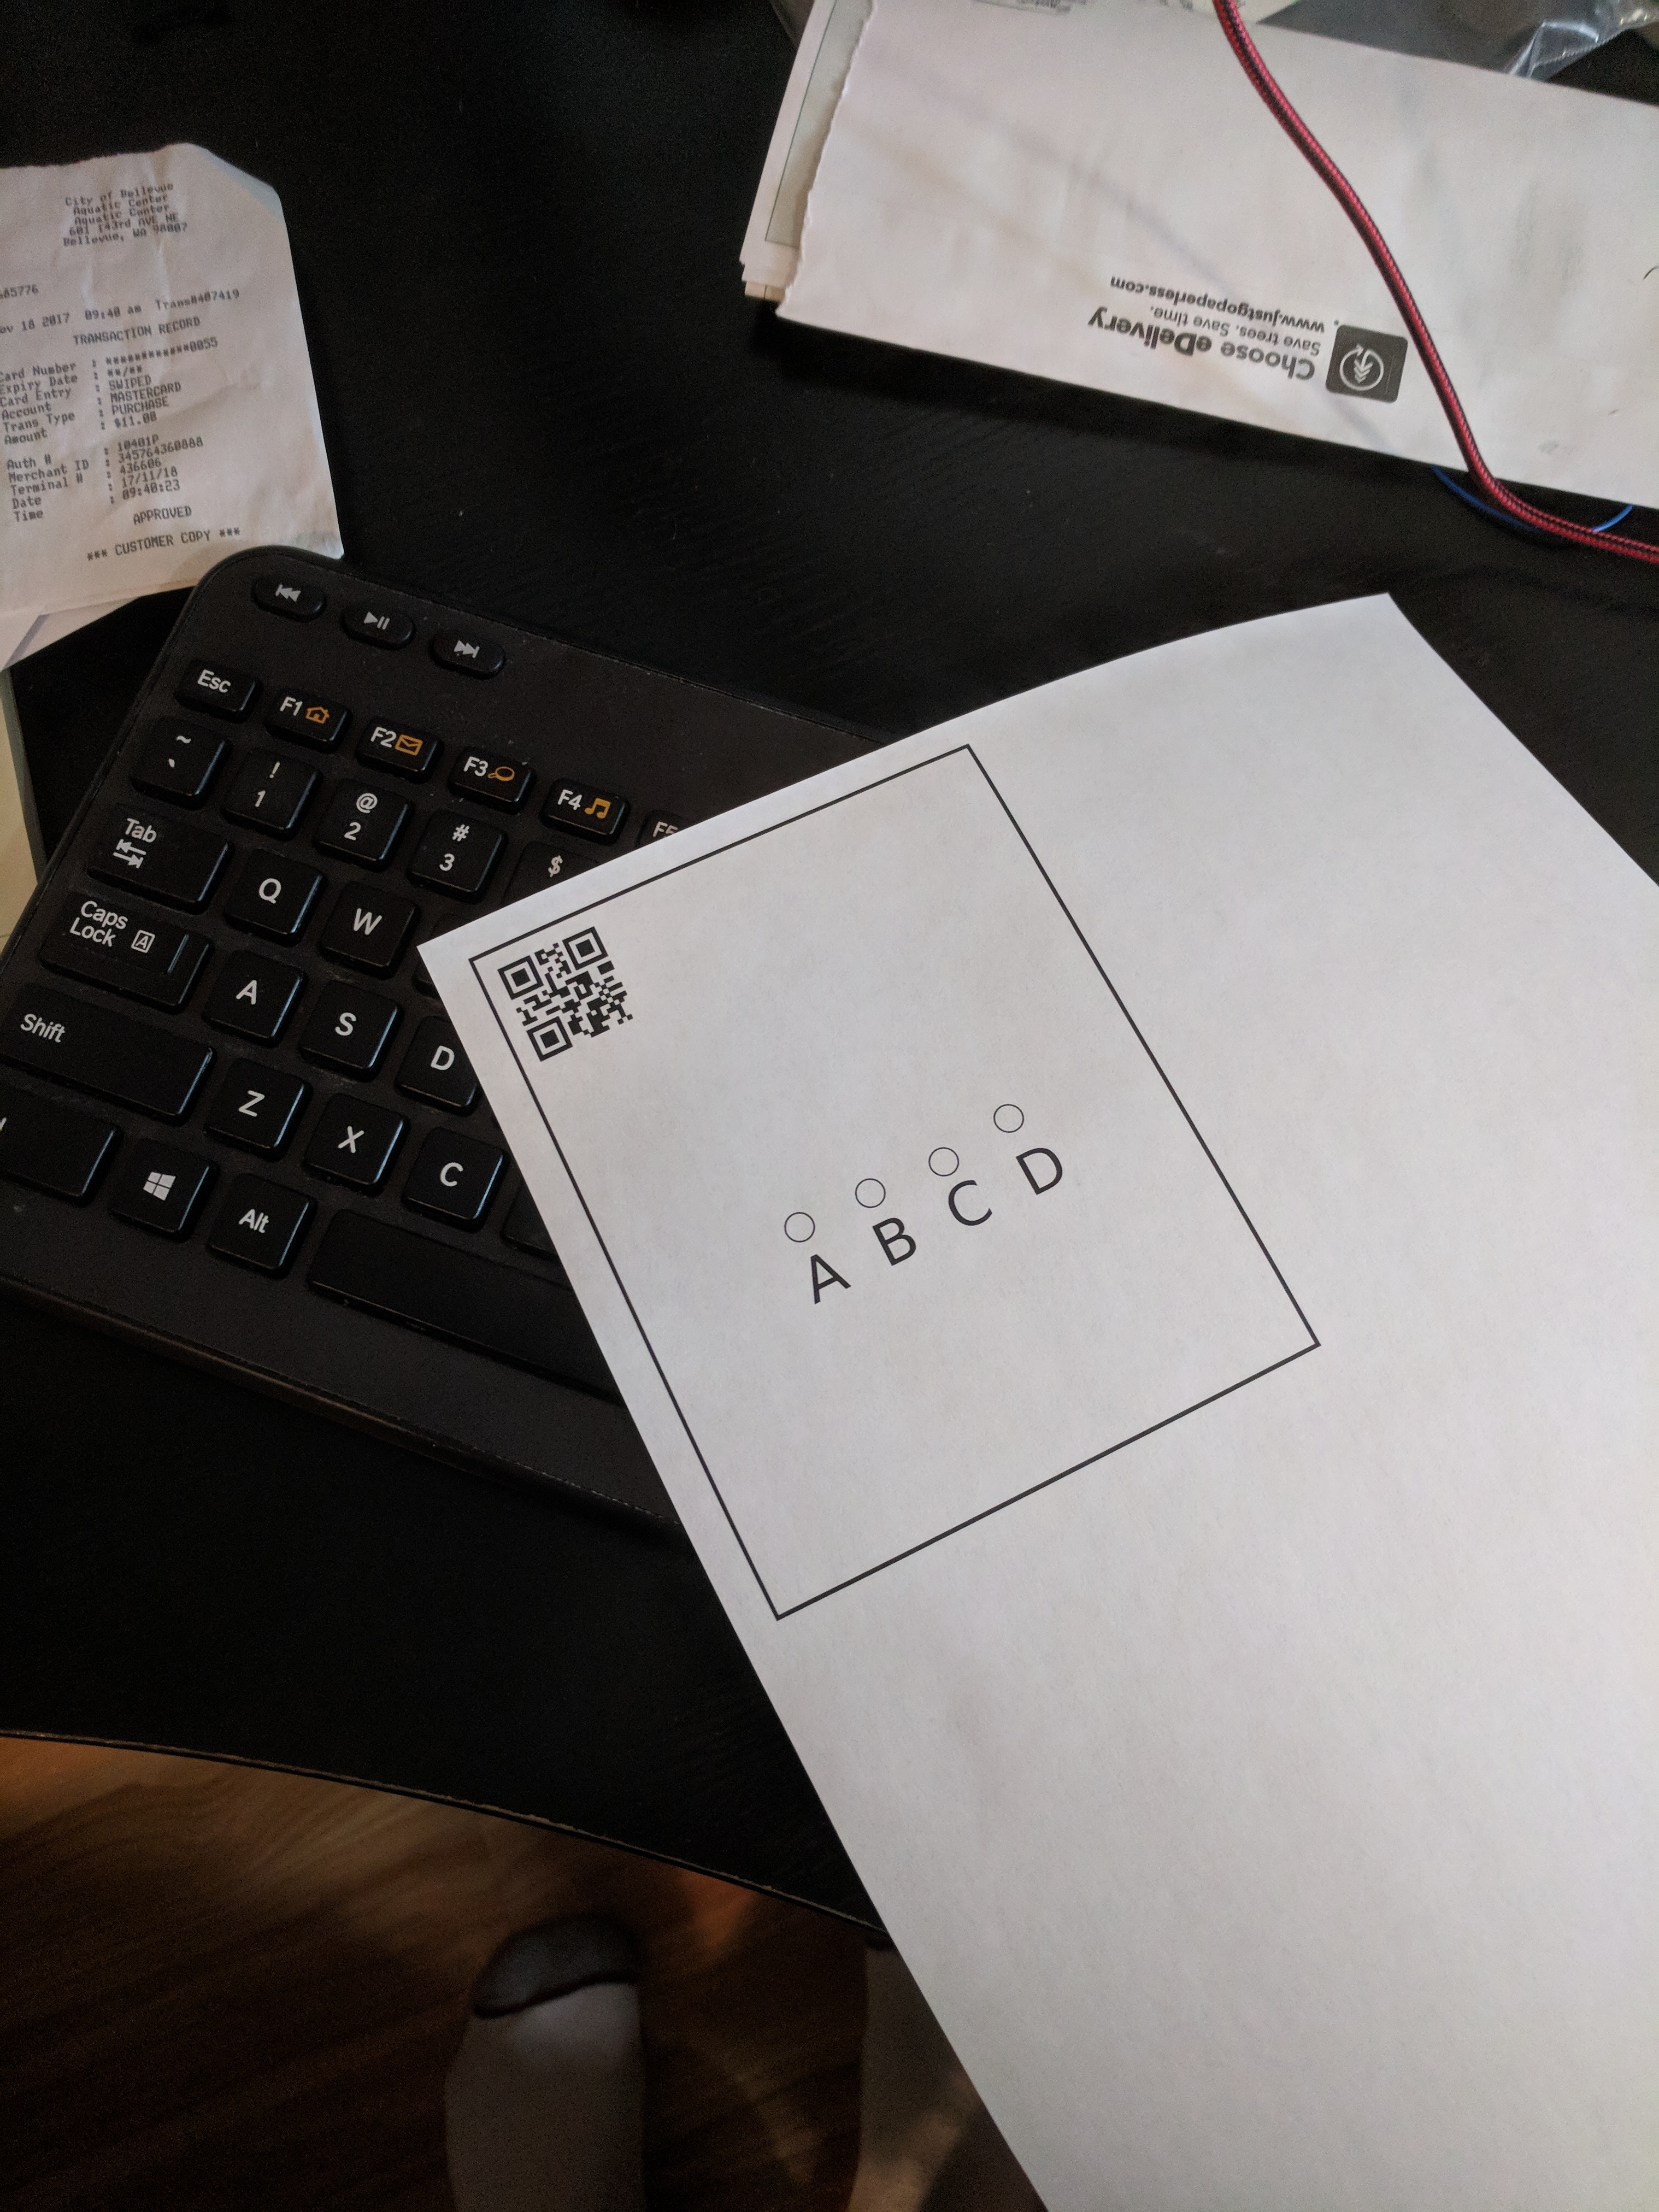 City of Bellevue
Aquatic Center
Aquatic Center
601 143rd AVE NE
Bellevue, WA 98007
685776
ov 18 2017 09:40 am Trans#407419
TRANSACTION RECORD
Card Number : ************0055
Expiry Date : **/**
Card Entry : SWIPED
Account : MASTERCARD
Trans Type : PURCHASE
Amount : $11.00
Auth # : 10401P
Merchant ID : 345764360888
Terminal # : 436606
Date : 17/11/18
Time : 09:40:23
APPROVED
*** CUSTOMER COPY ***
Choose eDelivery
Save trees. Save time.
www.justgopaperless.com
Esc F1 F2 F3 F4 F5
~ ` ! 1 @ 2 # 3 $
Tab Q W
Caps Lock A A S D
Shift Z X C
Alt
A B C D